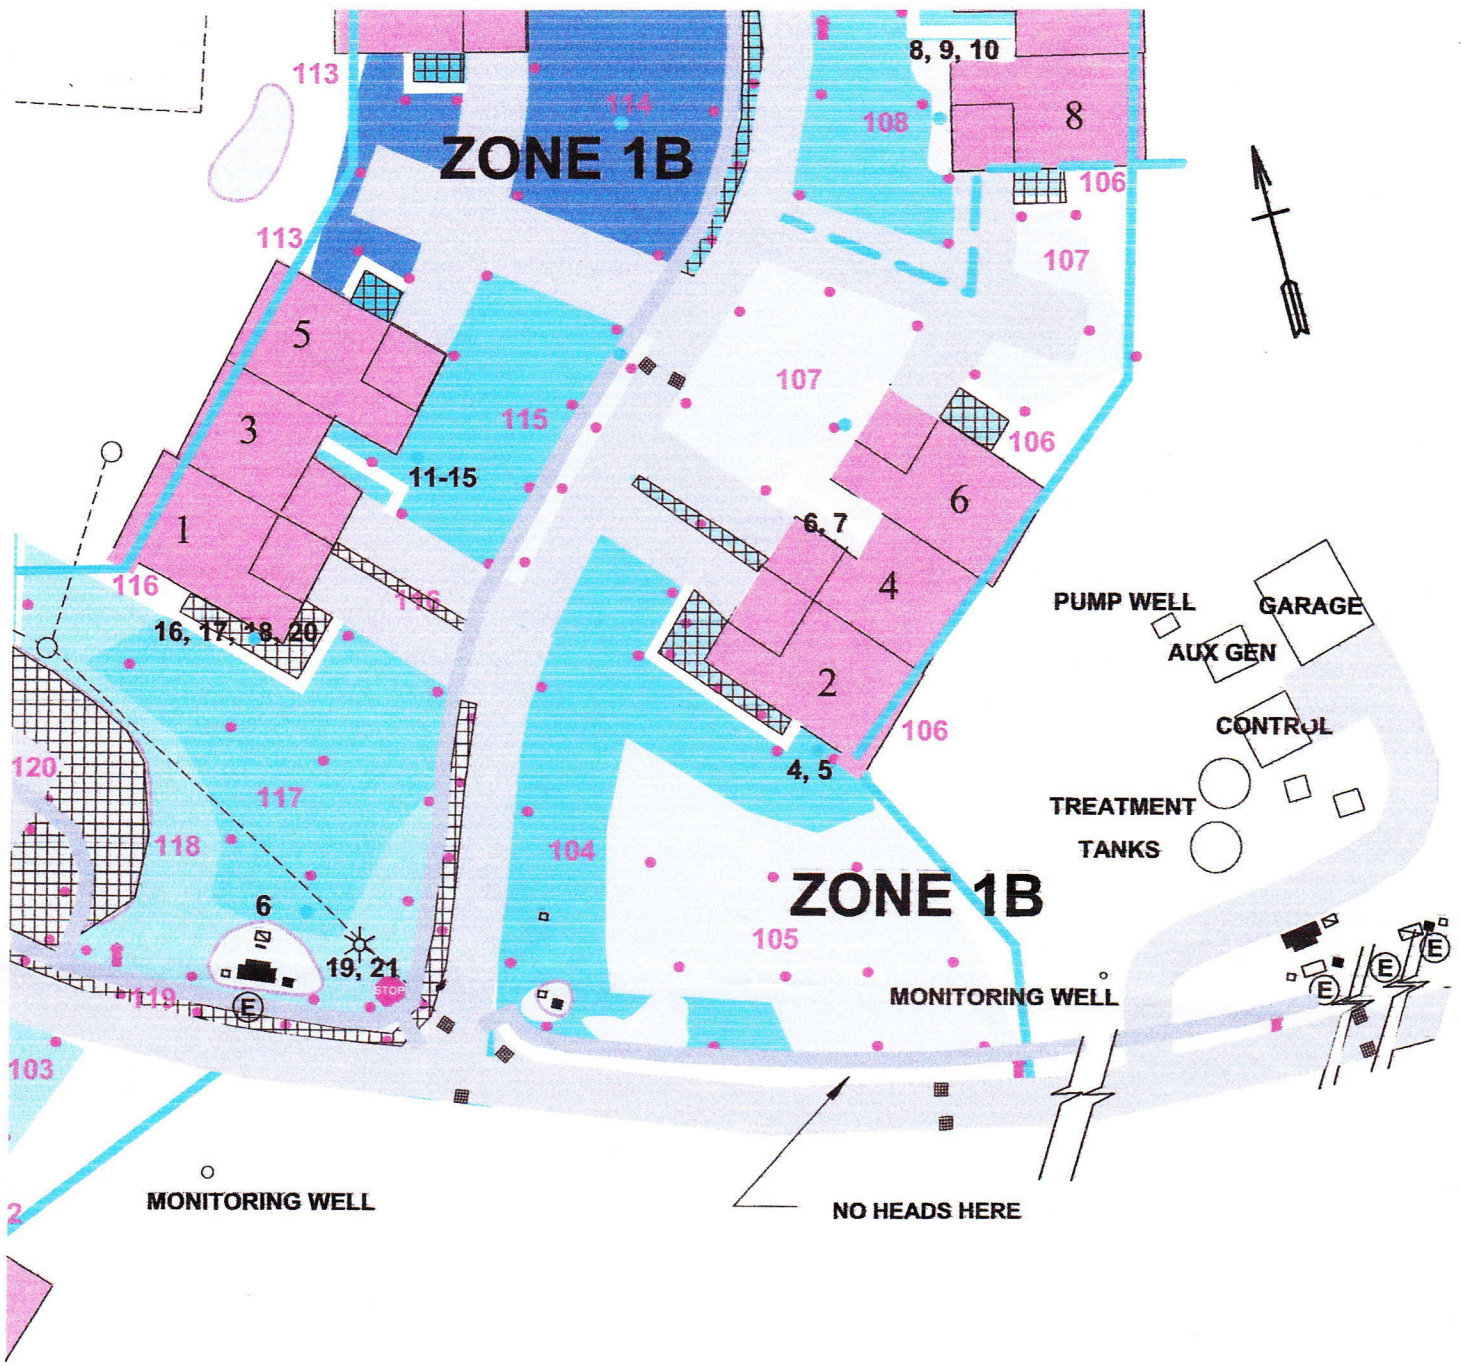 8, 9, 10
113
114
108
8
ZONE 1B
106
113
107
5
107
3
115
106
11-15
6
1
6, 7
4
116
116
PUMP WELL
GARAGE
16, 17, 18, 20
AUX GEN
2
106
CONTROL
120
4, 5
117
TREATMENT
118
104
TANKS
ZONE 1B
6
105
E
E
19, 21
STOP
E
119
E
MONITORING WELL
103
MONITORING WELL
2
NO HEADS HERE